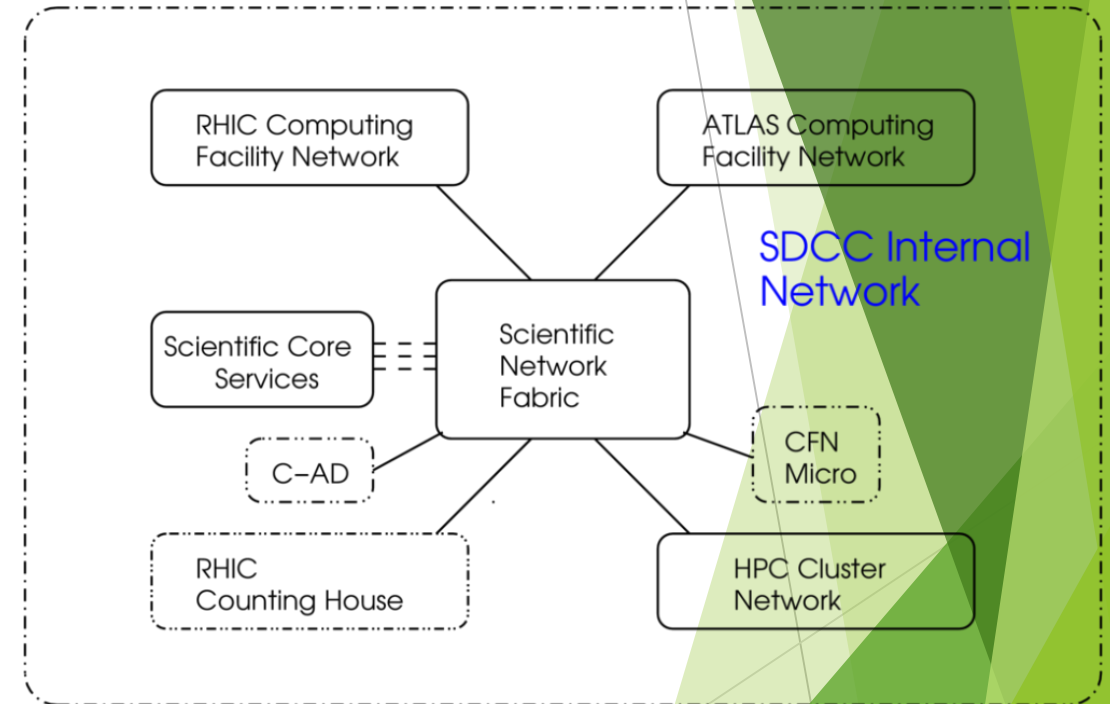 RHIC Computing
Facility Network
ATLAS Computing
Facility Network
SDCC Internal
Network
Scientific Core
Services
Scientific
Network
Fabric
C–AD
CFN
Micro
RHIC
Counting House
HPC Cluster
Network